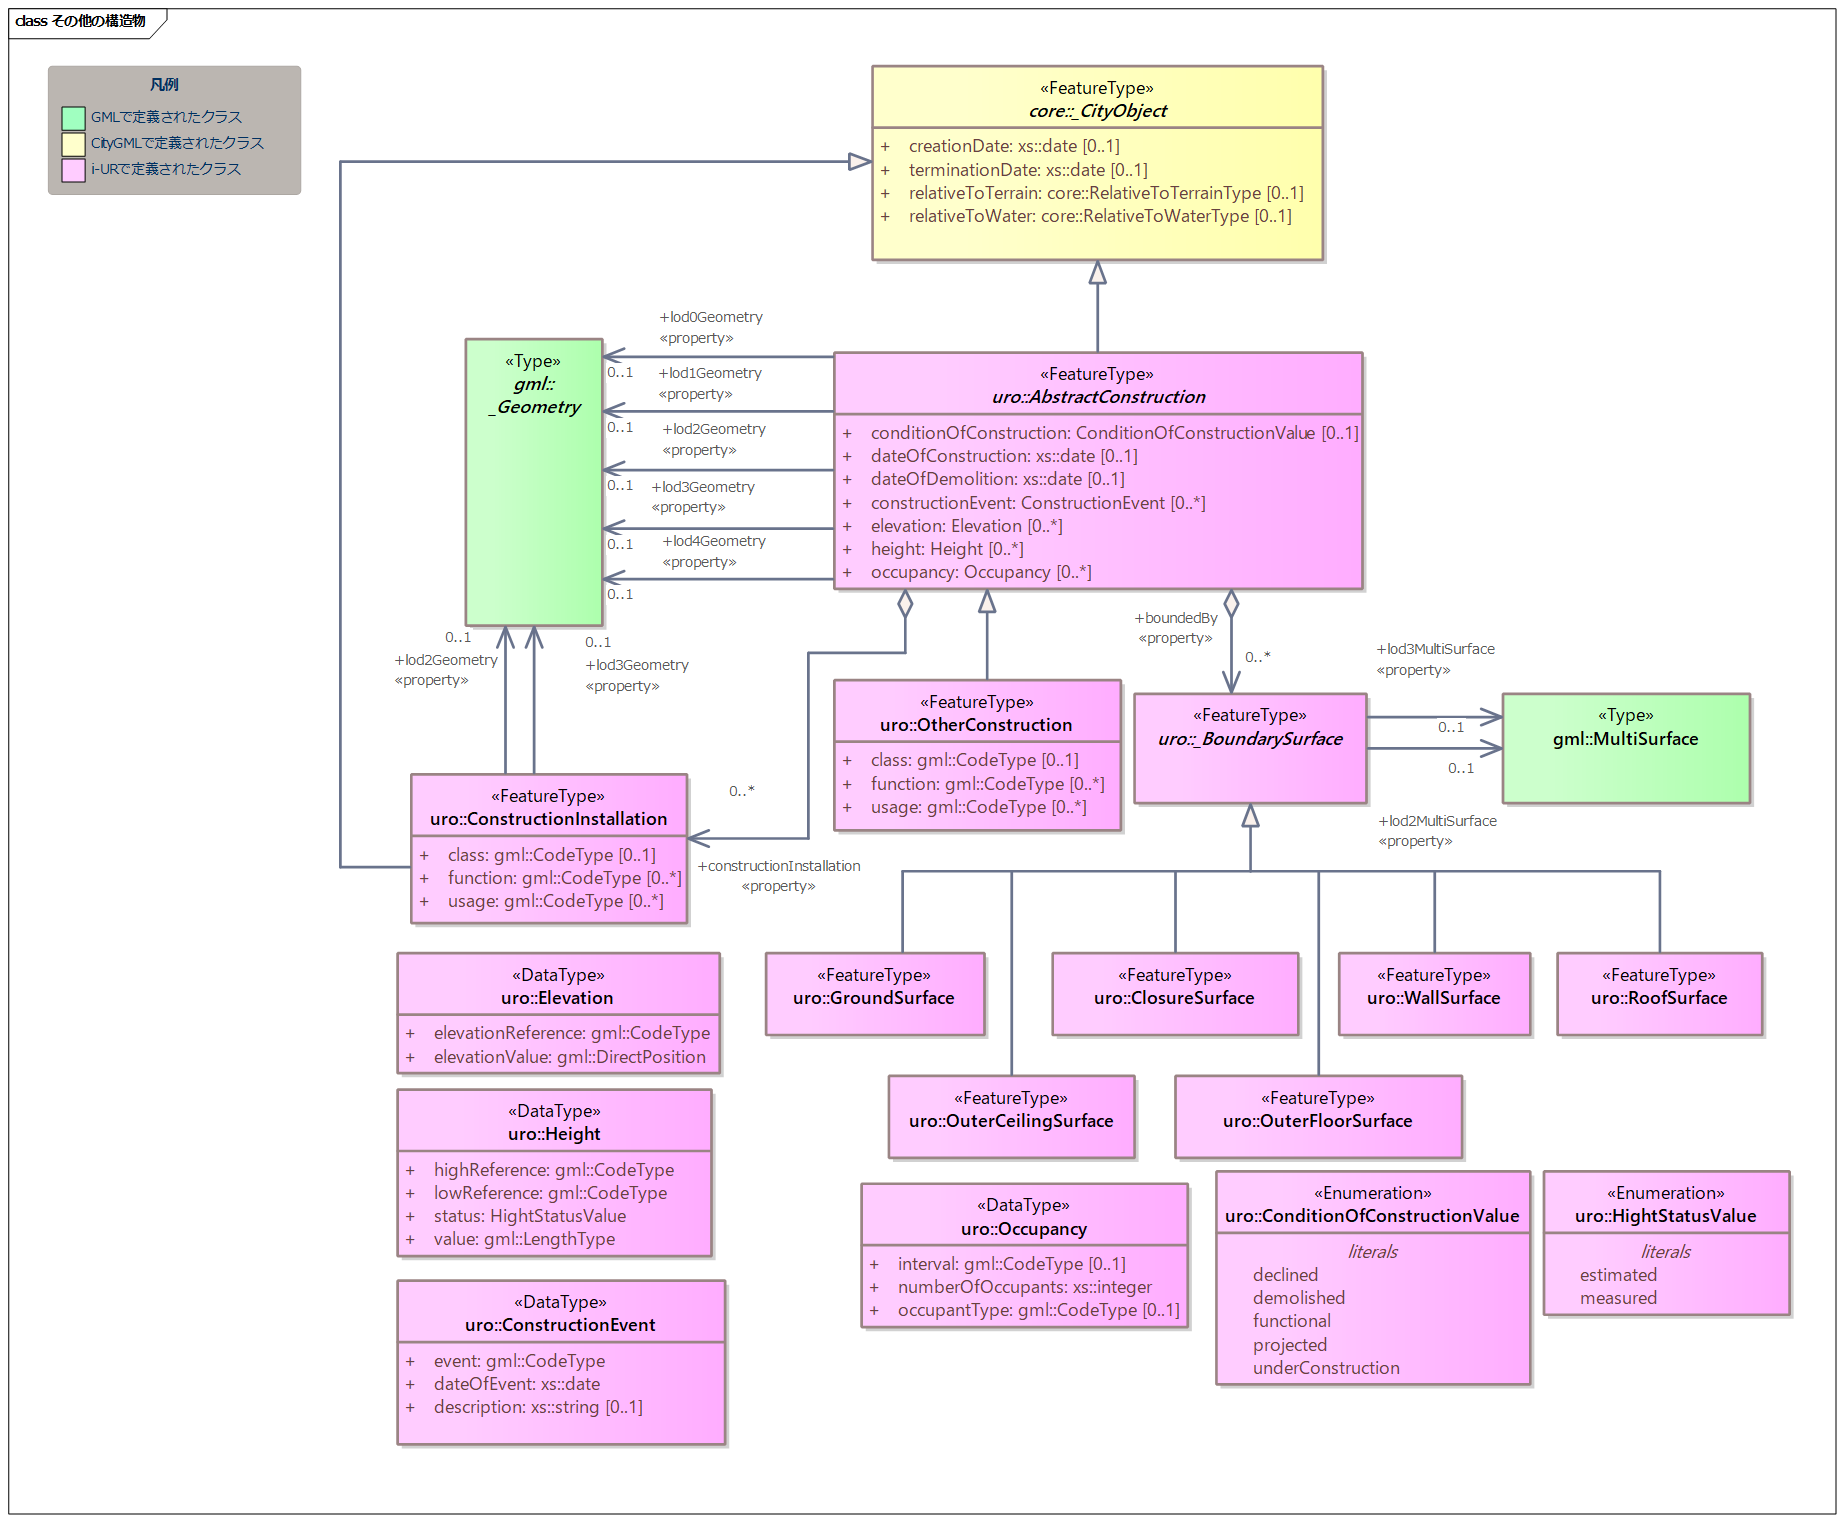 class その他の構造物
凡例
GMLで定義されたクラス
CityGMLで定義されたクラス
i-URで定義されたクラス
«FeatureType»
core::_CityObject
+ creationDate: xs::date [0..1]
+ terminationDate: xs::date [0..1]
+ relativeToTerrain: core::RelativeToTerrainType [0..1]
+ relativeToWater: core::RelativeToWaterType [0..1]
+lod0Geometry
«property»
0..1
+lod1Geometry
«property»
0..1
+lod2Geometry
«property»
0..1
+lod3Geometry
«property»
0..1
+lod4Geometry
«property»
0..1
«Type»
gml::
_Geometry
«FeatureType»
uro::AbstractConstruction
+ conditionOfConstruction: ConditionOfConstructionValue [0..1]
+ dateOfConstruction: xs::date [0..1]
+ dateOfDemolition: xs::date [0..1]
+ constructionEvent: ConstructionEvent [0..*]
+ elevation: Elevation [0..*]
+ height: Height [0..*]
+ occupancy: Occupancy [0..*]
0..1
+lod2Geometry
«property»
0..1
+lod3Geometry
«property»
+boundedBy
«property»
0..*
+lod3MultiSurface
«property»
0..1
0..1
+lod2MultiSurface
«property»
«FeatureType»
uro::OtherConstruction
+ class: gml::CodeType [0..1]
+ function: gml::CodeType [0..*]
+ usage: gml::CodeType [0..*]
«FeatureType»
uro::_BoundarySurface
«Type»
gml::MultiSurface
«FeatureType»
uro::ConstructionInstallation
+ class: gml::CodeType [0..1]
+ function: gml::CodeType [0..*]
+ usage: gml::CodeType [0..*]
0..*
+constructionInstallation
«property»
«DataType»
uro::Elevation
+ elevationReference: gml::CodeType
+ elevationValue: gml::DirectPosition
«FeatureType»
uro::GroundSurface
«FeatureType»
uro::ClosureSurface
«FeatureType»
uro::WallSurface
«FeatureType»
uro::RoofSurface
«FeatureType»
uro::OuterCeilingSurface
«FeatureType»
uro::OuterFloorSurface
«DataType»
uro::Height
+ highReference: gml::CodeType
+ lowReference: gml::CodeType
+ status: HightStatusValue
+ value: gml::LengthType
«DataType»
uro::Occupancy
+ interval: gml::CodeType [0..1]
+ numberOfOccupants: xs::integer
+ occupantType: gml::CodeType [0..1]
«Enumeration»
uro::ConditionOfConstructionValue
literals
declined
demolished
functional
projected
underConstruction
«Enumeration»
uro::HightStatusValue
literals
estimated
measured
«DataType»
uro::ConstructionEvent
+ event: gml::CodeType
+ dateOfEvent: xs::date
+ description: xs::string [0..1]